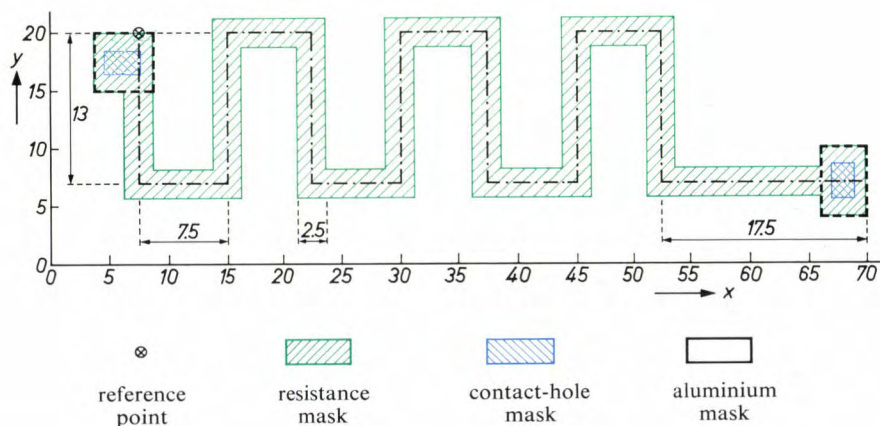 20
y
15
13
10
5
7.5
2.5
17.5
0
0 5 10 15 20 25 30 35 40 45 50 55 60 65 70
x
reference point
resistance mask
contact-hole mask
aluminium mask